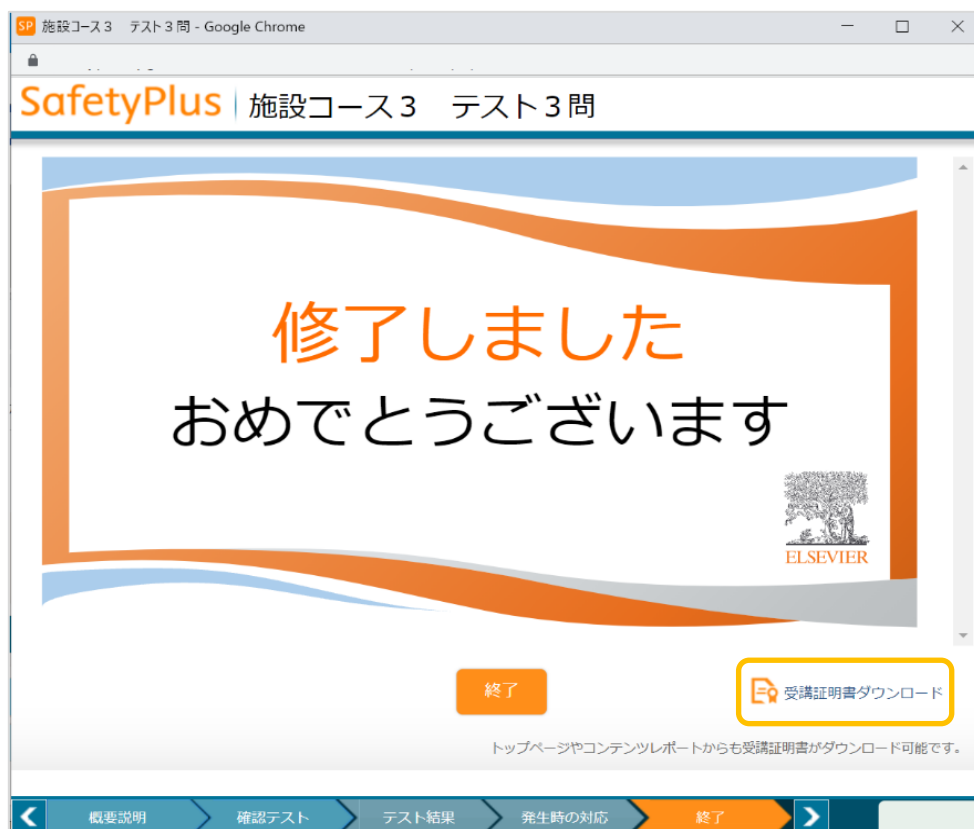 SP 施設コース3 テスト3問 - Google Chrome
SafetyPlus 施設コース3 テスト3問
修了しました
おめでとうございます
ELSEVIER
終了
受講証明書ダウンロード
トップページやコンテンツレポートからも受講証明書がダウンロード可能です。
概要説明 確認テスト テスト結果 発生時の対応 終了